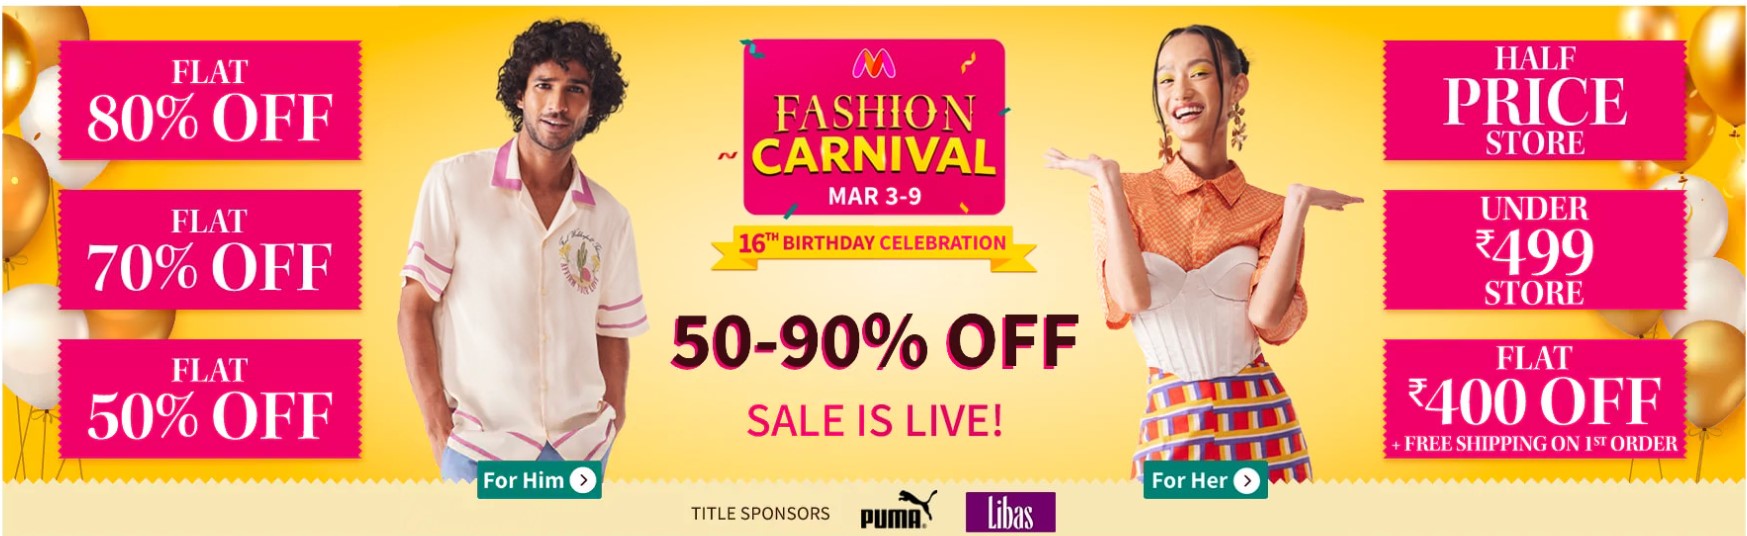 FLAT
80% OFF
FLAT
70% OFF
FLAT
50% OFF
FASHION
CARNIVAL
MAR 3-9
16TH BIRTHDAY CELEBRATION
50-90% OFF
SALE IS LIVE!
For Him
For Her
HALF
PRICE
STORE
UNDER
₹499
STORE
FLAT
₹400 OFF
+ FREE SHIPPING ON 1ST ORDER
TITLE SPONSORS
PUMA
Libas